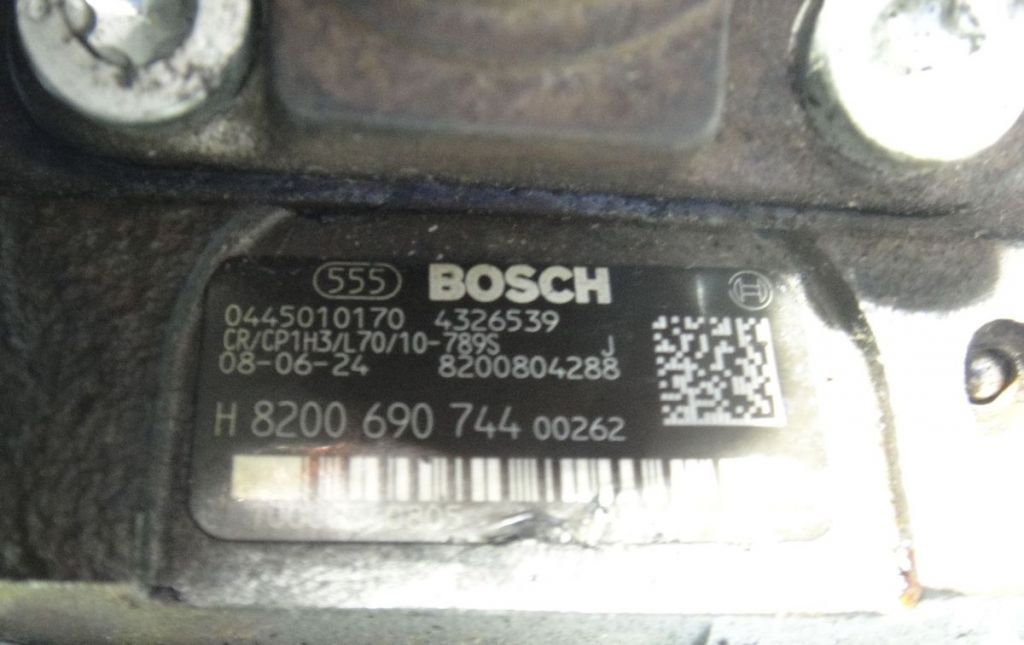 555 BOSCH
0445010170 4326539
CR/CP1H3/L70/10-789S J
08-06-24 8200804288
H 8200 690 744 00262